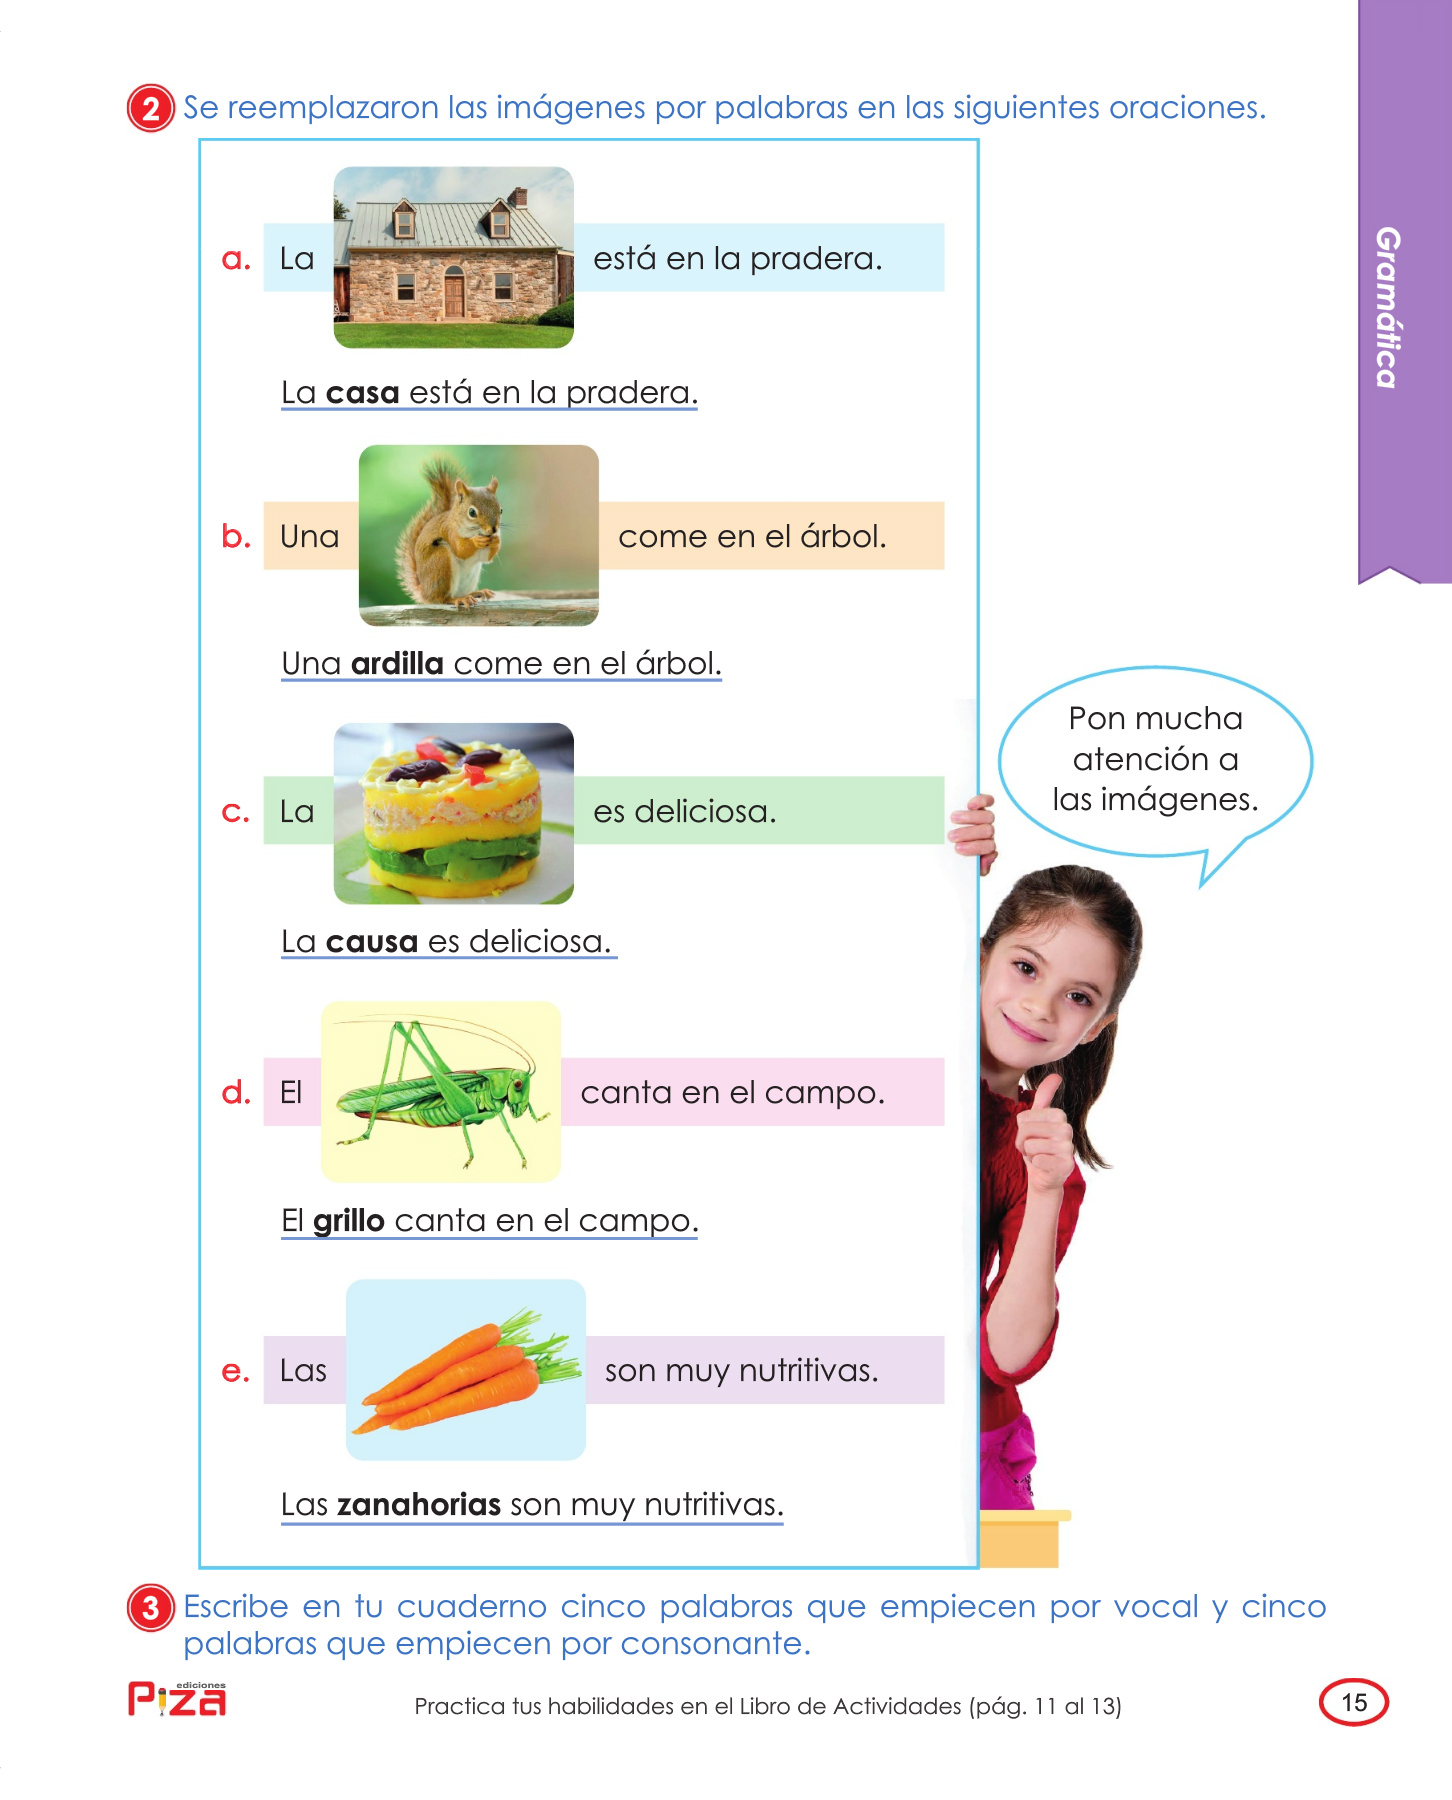 2 Se reemplazaron las imágenes por palabras en las siguientes oraciones.
a. La está en la pradera.
La casa está en la pradera.
b. Una come en el árbol.
Una ardilla come en el árbol.
c. La es deliciosa.
La causa es deliciosa.
d. El canta en el campo.
El grillo canta en el campo.
e. Las son muy nutritivas.
Las zanahorias son muy nutritivas.
Pon mucha
atención a
las imágenes.
Gramática
3 Escribe en tu cuaderno cinco palabras que empiecen por vocal y cinco
palabras que empiecen por consonante.
ediciones
Piza
Practica tus habilidades en el Libro de Actividades (pág. 11 al 13)
15